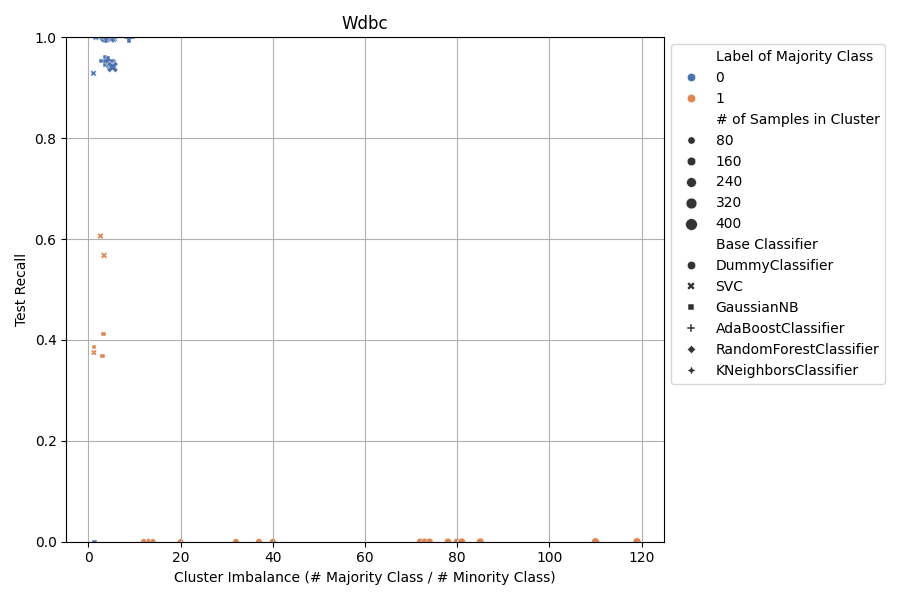 Wdbc
1.0
0.8
0.6
0.4
0.2
0.0
Test Recall
0 20 40 60 80 100 120
Cluster Imbalance (# Majority Class / # Minority Class)
Label of Majority Class
0
1
# of Samples in Cluster
80
160
240
320
400
Base Classifier
DummyClassifier
SVC
GaussianNB
AdaBoostClassifier
RandomForestClassifier
KNeighborsClassifier